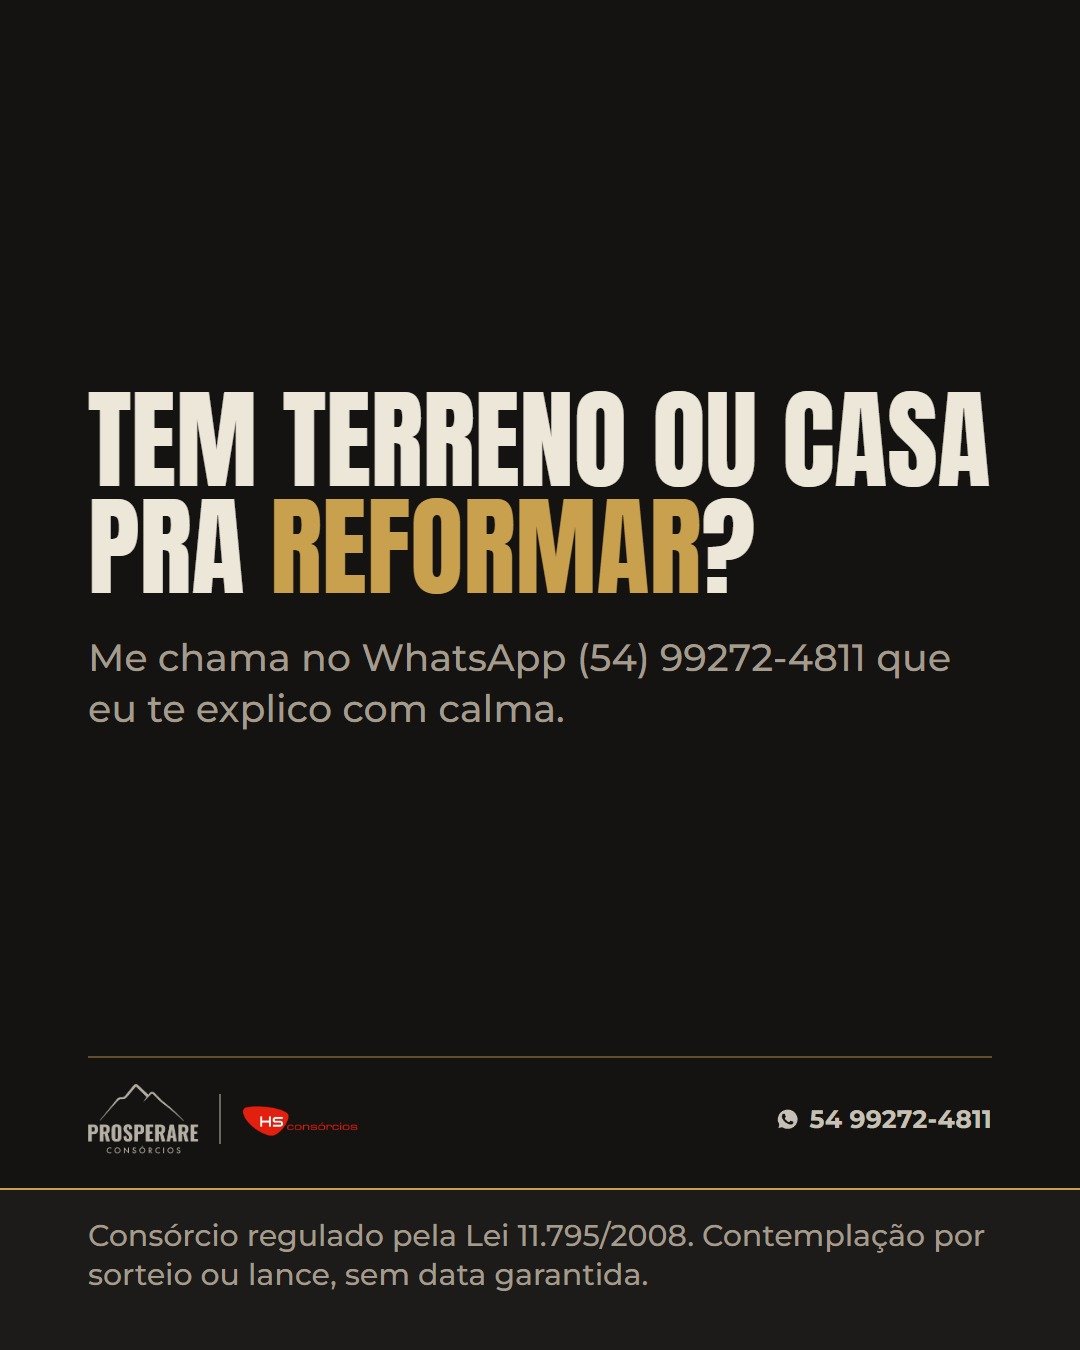 TEM TERRENO OU CASA
PRA REFORMAR?
Me chama no WhatsApp (54) 99272-4811 que
eu te explico com calma.
PROSPERARE
CONSÓRCIOS
HS consórcios
54 99272-4811
Consórcio regulado pela Lei 11.795/2008. Contemplação por
sorteio ou lance, sem data garantida.